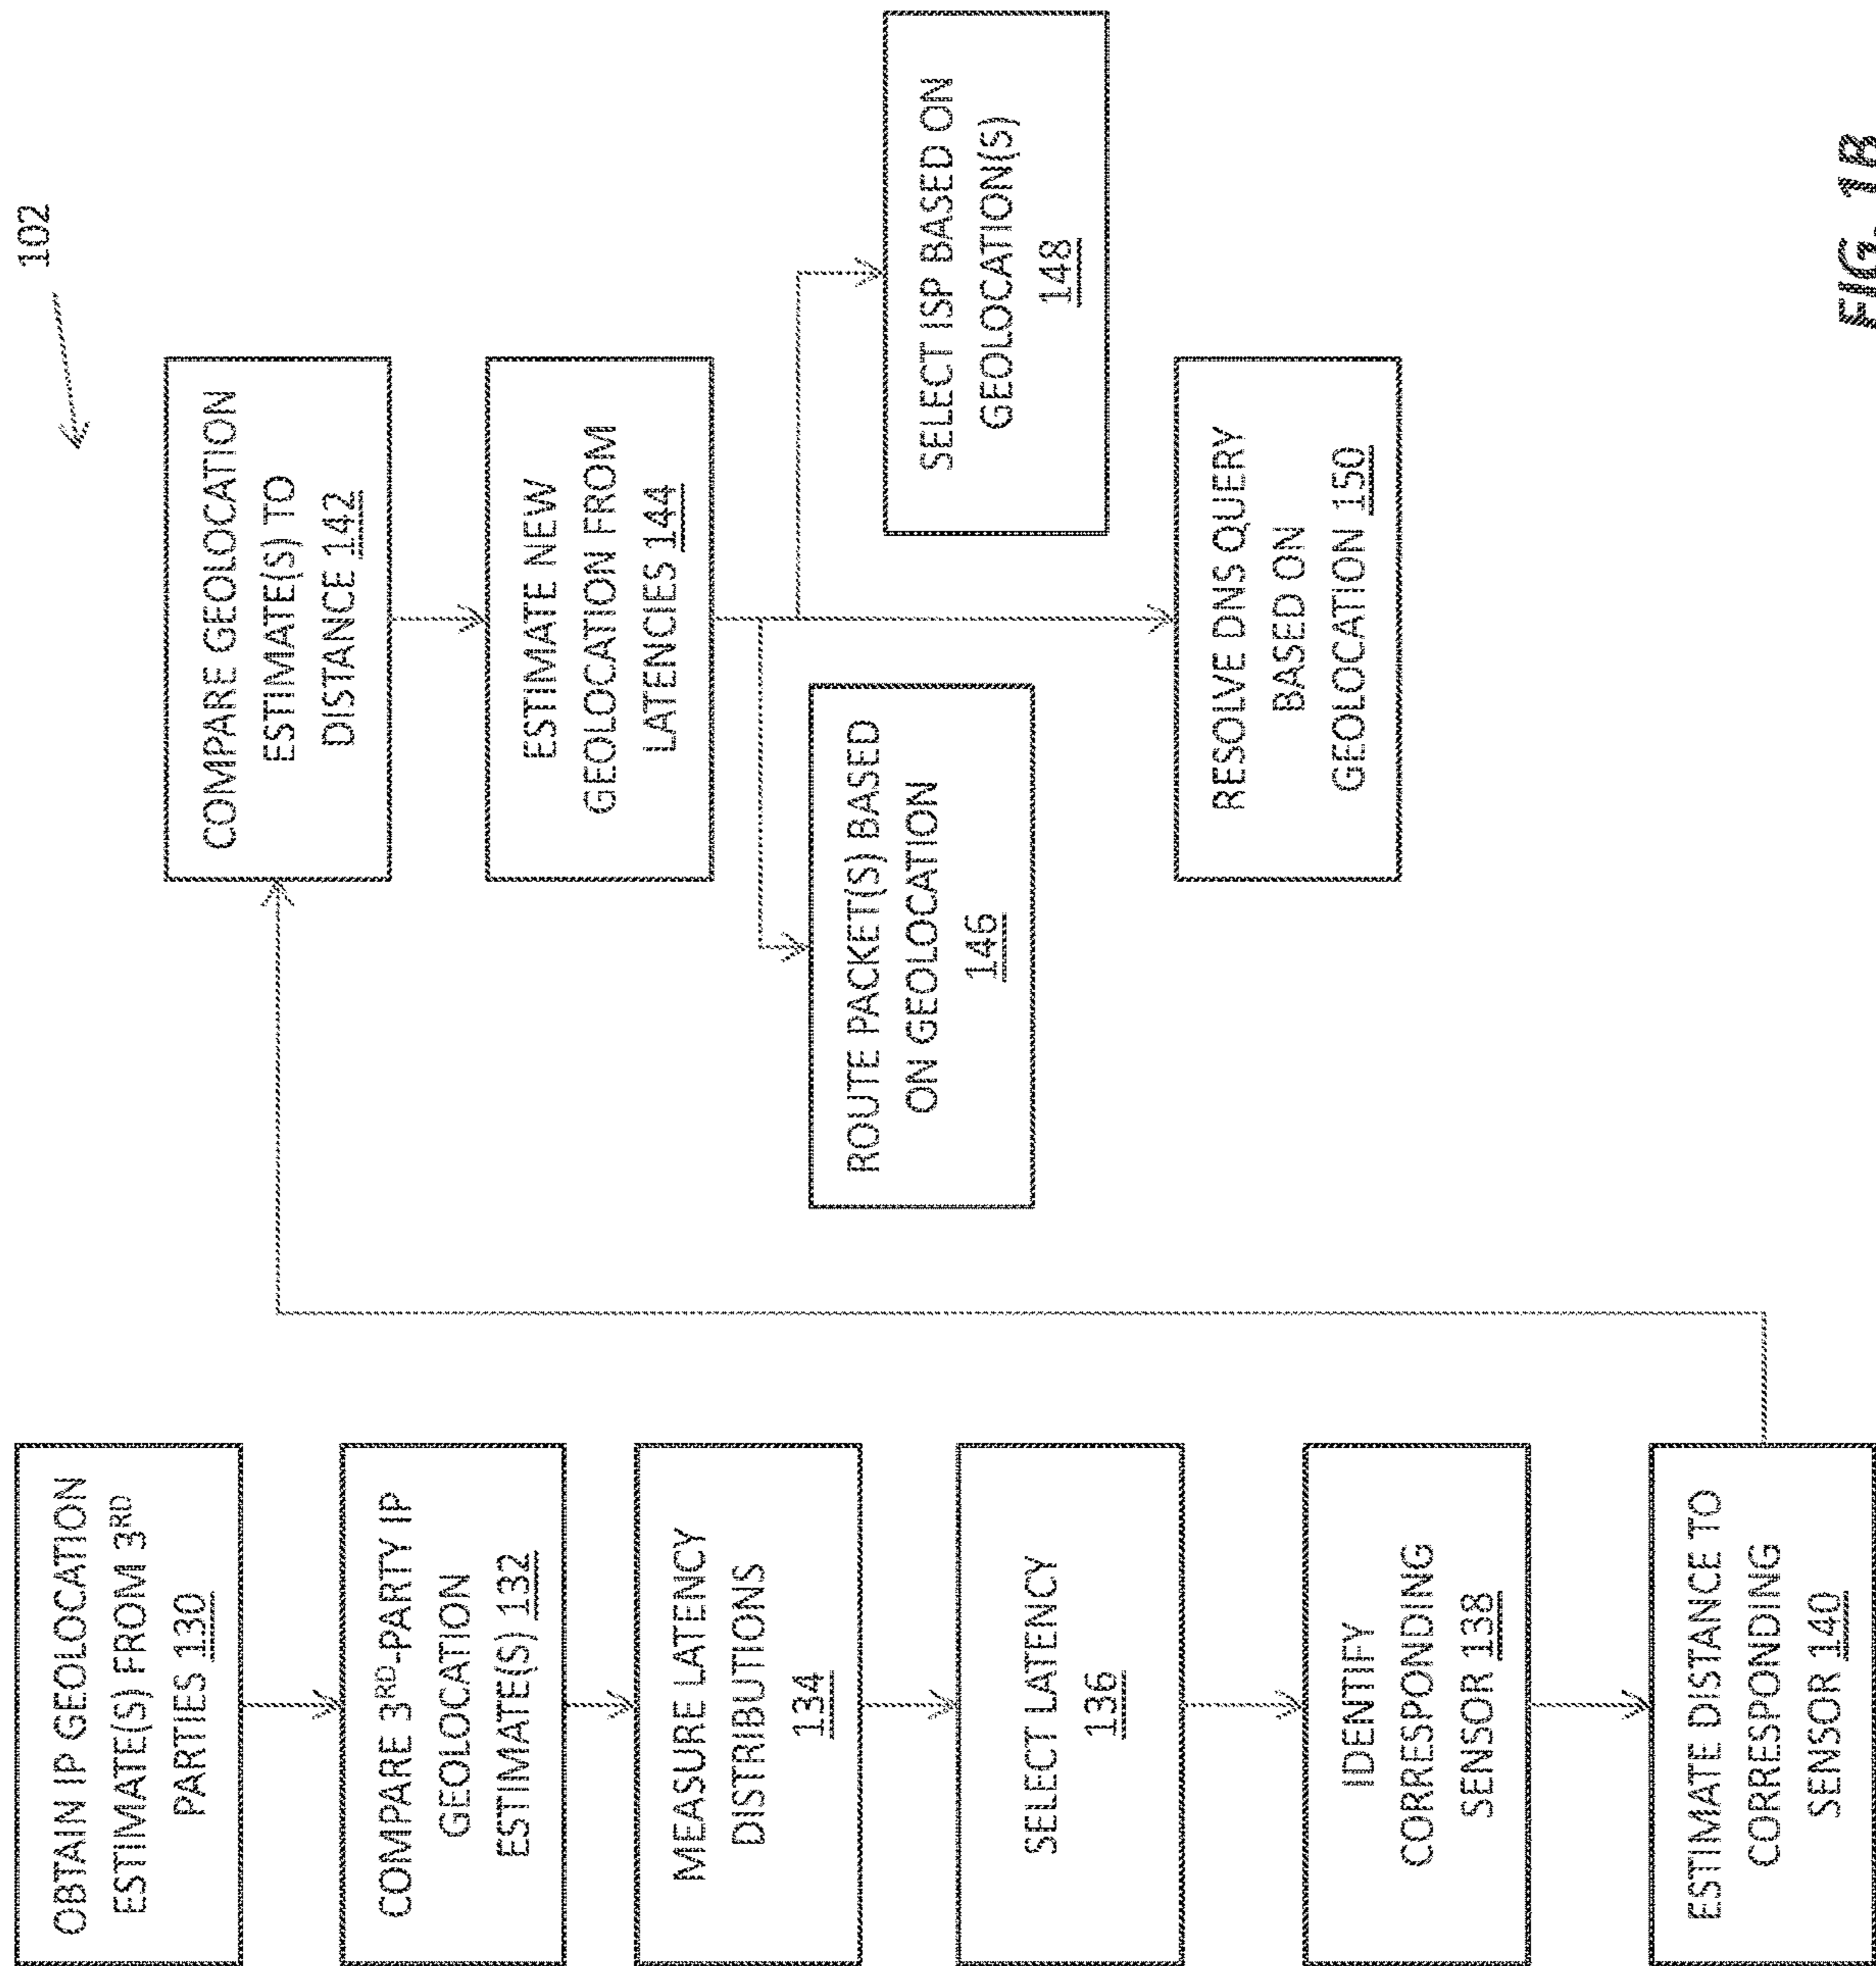 102
OBTAIN IP GEOLOCATION
ESTIMATE(S) FROM 3RD
PARTIES 130
COMPARE 3RD-PARTY IP
GEOLOCATION
ESTIMATE(S) 132
MEASURE LATENCY
DISTRIBUTIONS
134
SELECT LATENCY
136
IDENTIFY
CORRESPONDING
SENSOR 138
ESTIMATE DISTANCE TO
CORRESPONDING
SENSOR 140
COMPARE GEOLOCATION
ESTIMATE(S) TO
DISTANCE 142
ESTIMATE NEW
GEOLOCATION FROM
LATENCIES 144
ROUTE PACKET(S) BASED
ON GEOLOCATION
146
SELECT ISP BASED ON
GEOLOCATION(S)
148
RESOLVE DNS QUERY
BASED ON
GEOLOCATION 150
FIG. 1B